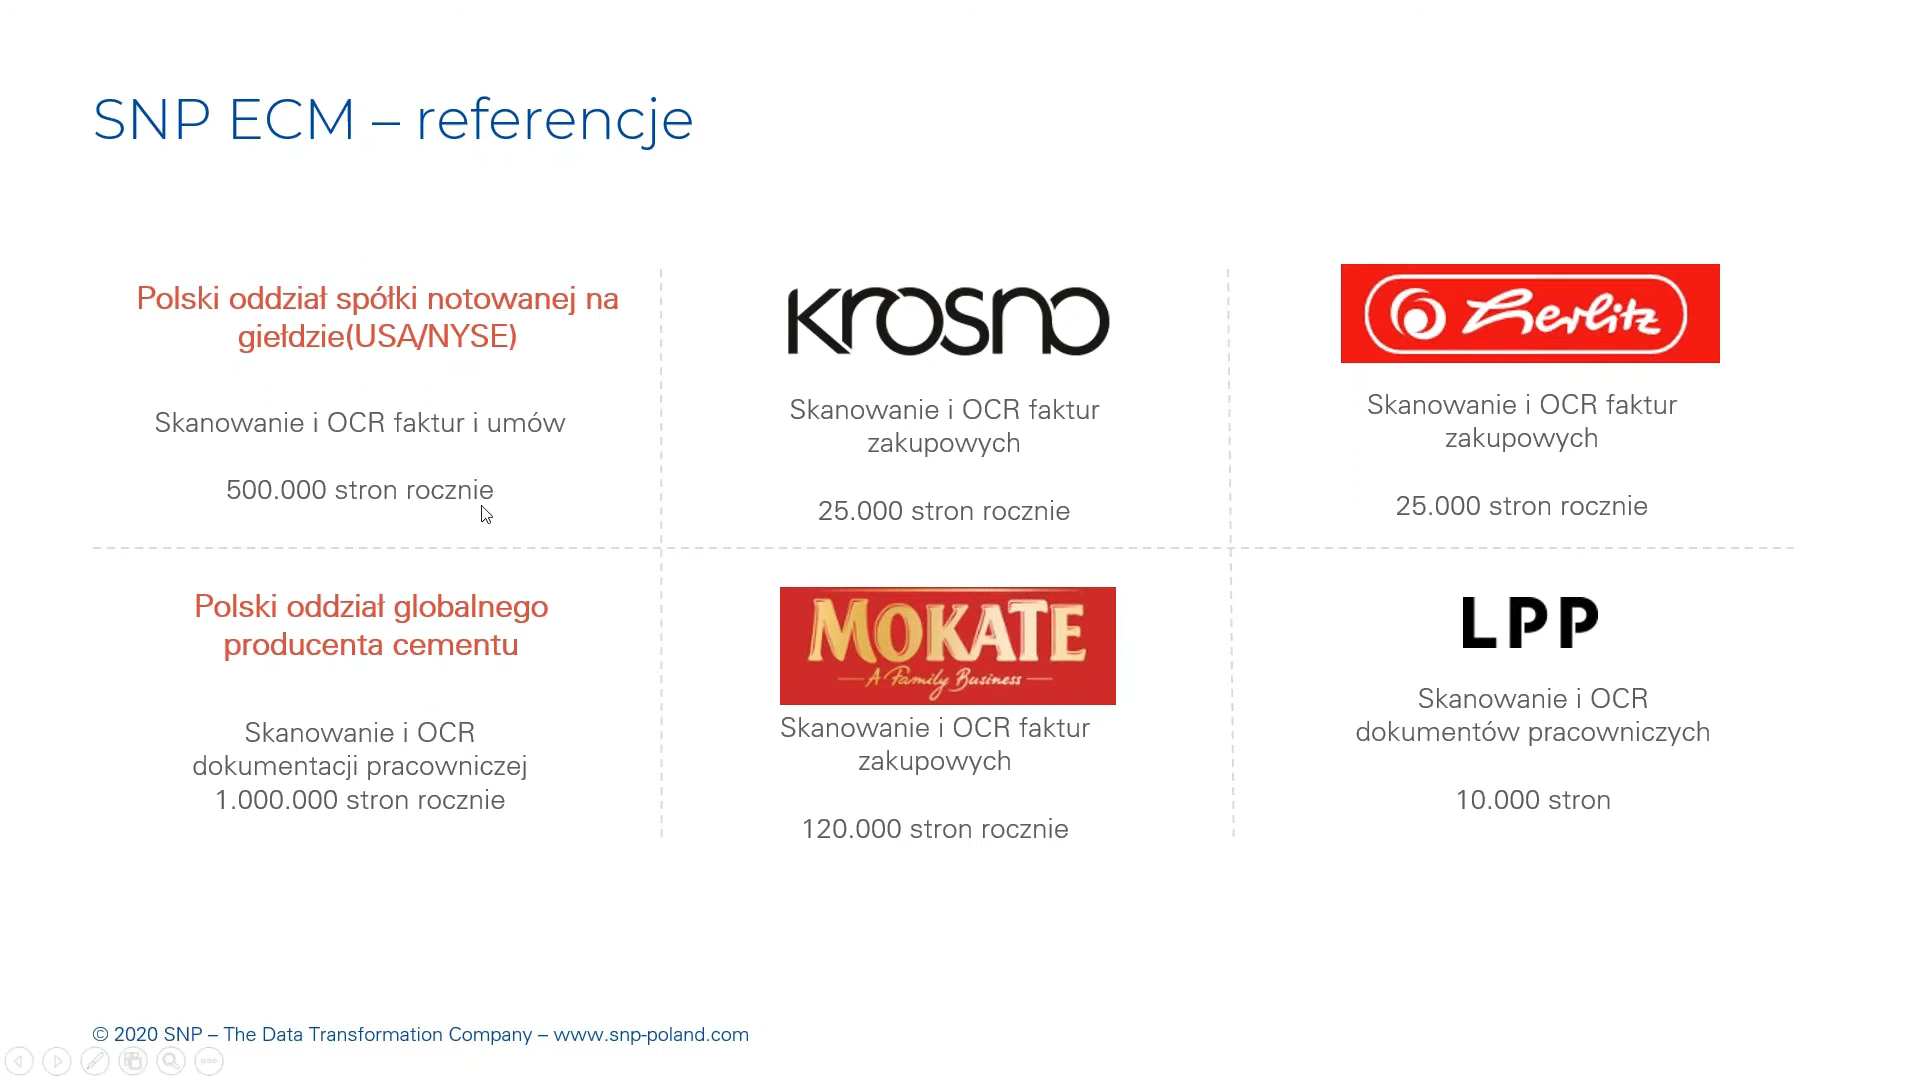 SNP ECM – referencje
Polski oddział spółki notowanej na
giełdzie(USA/NYSE)
Skanowanie i OCR faktur i umów
500.000 stron rocznie
krosno
Skanowanie i OCR faktur
zakupowych
25.000 stron rocznie
Herlitz
Skanowanie i OCR faktur
zakupowych
25.000 stron rocznie
Polski oddział globalnego
producenta cementu
Skanowanie i OCR
dokumentacji pracowniczej
1.000.000 stron rocznie
MOKATE
A Family Business
Skanowanie i OCR faktur
zakupowych
120.000 stron rocznie
LPP
Skanowanie i OCR
dokumentów pracowniczych
10.000 stron
© 2020 SNP – The Data Transformation Company – www.snp-poland.com